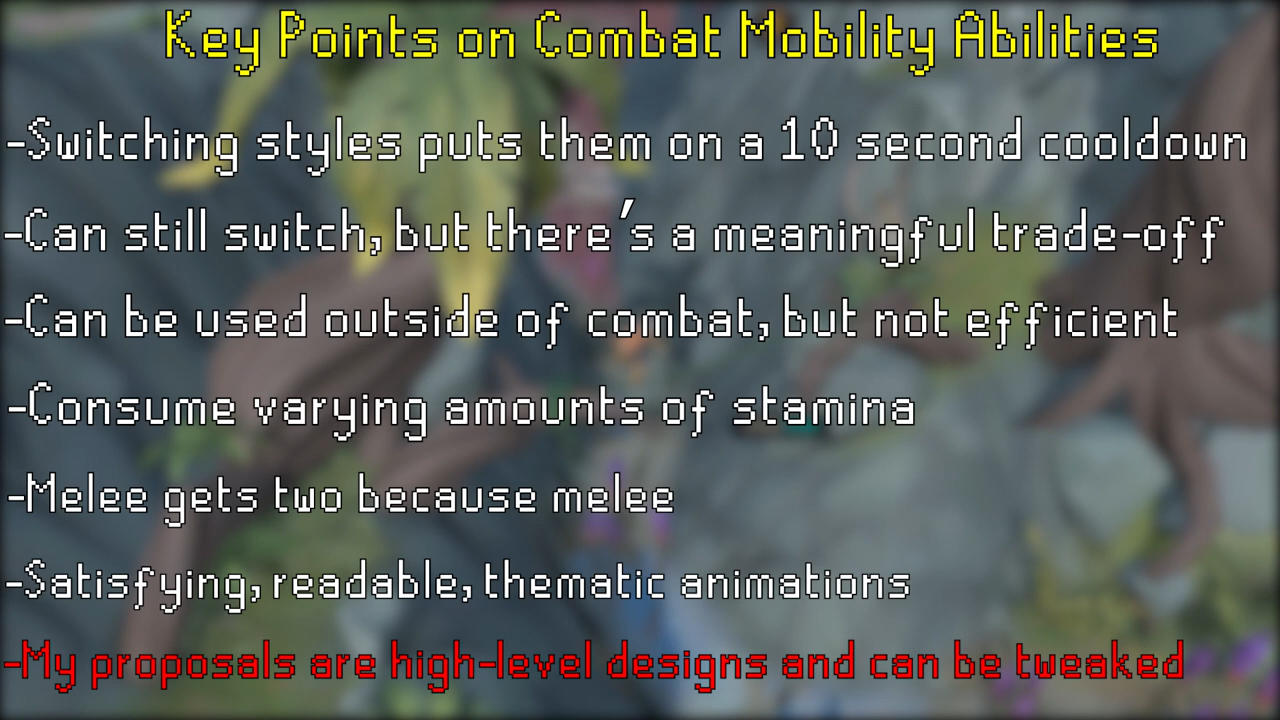 Key Points on Combat Mobility Abilities
-Switching styles puts them on a 10 second cooldown
-Can still switch, but there's a meaningful trade-off
-Can be used outside of combat, but not efficient
-Consume varying amounts of stamina
-Melee gets two because melee
-Satisfying, readable, thematic animations
-My proposals are high-level designs and can be tweaked